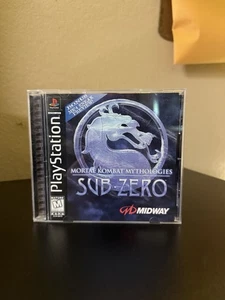 PlayStation
MORTAL KOMBAT MYTHOLOGIES
SUB-ZERO
MIDWAY